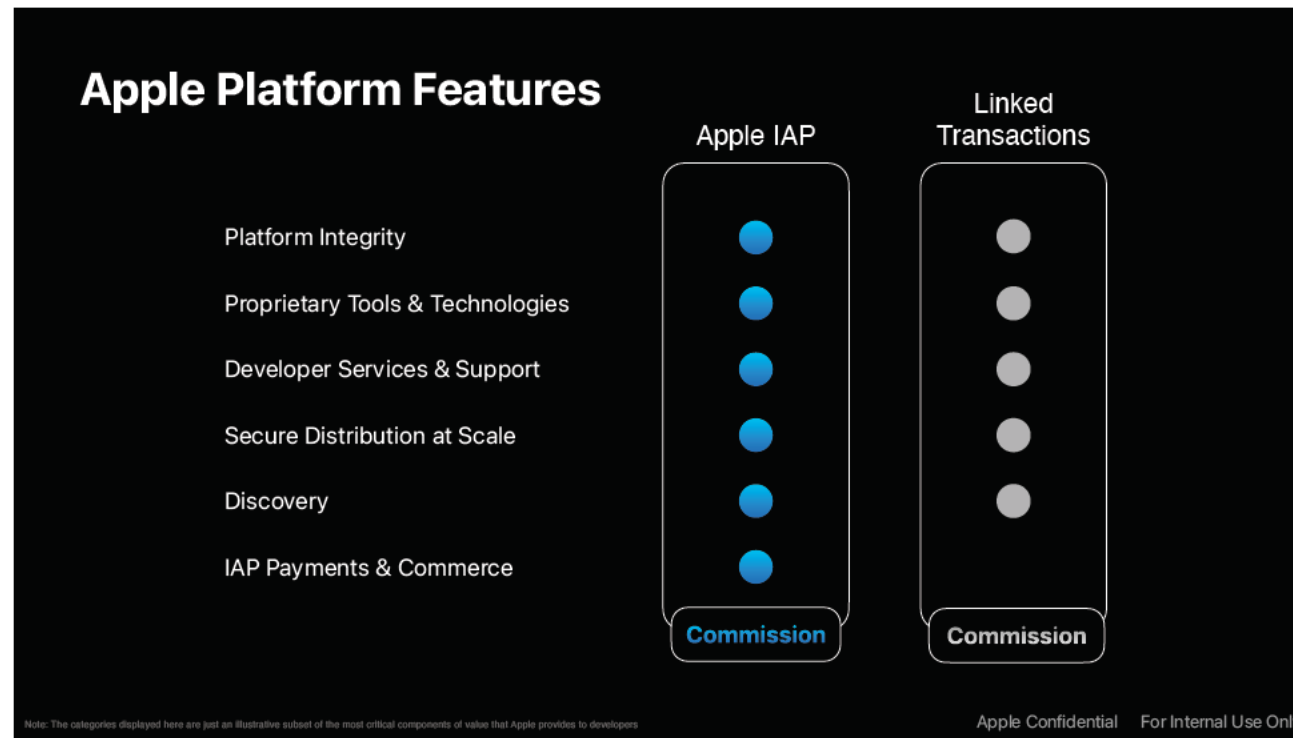 Apple Platform Features
Apple IAP
Linked
Transactions
Platform Integrity
Proprietary Tools & Technologies
Developer Services & Support
Secure Distribution at Scale
Discovery
IAP Payments & Commerce
Commission
Commission
Note: The categories displayed here are just an illustrative subset of the most critical components of value that Apple provides to developers
Apple Confidential For Internal Use Onl